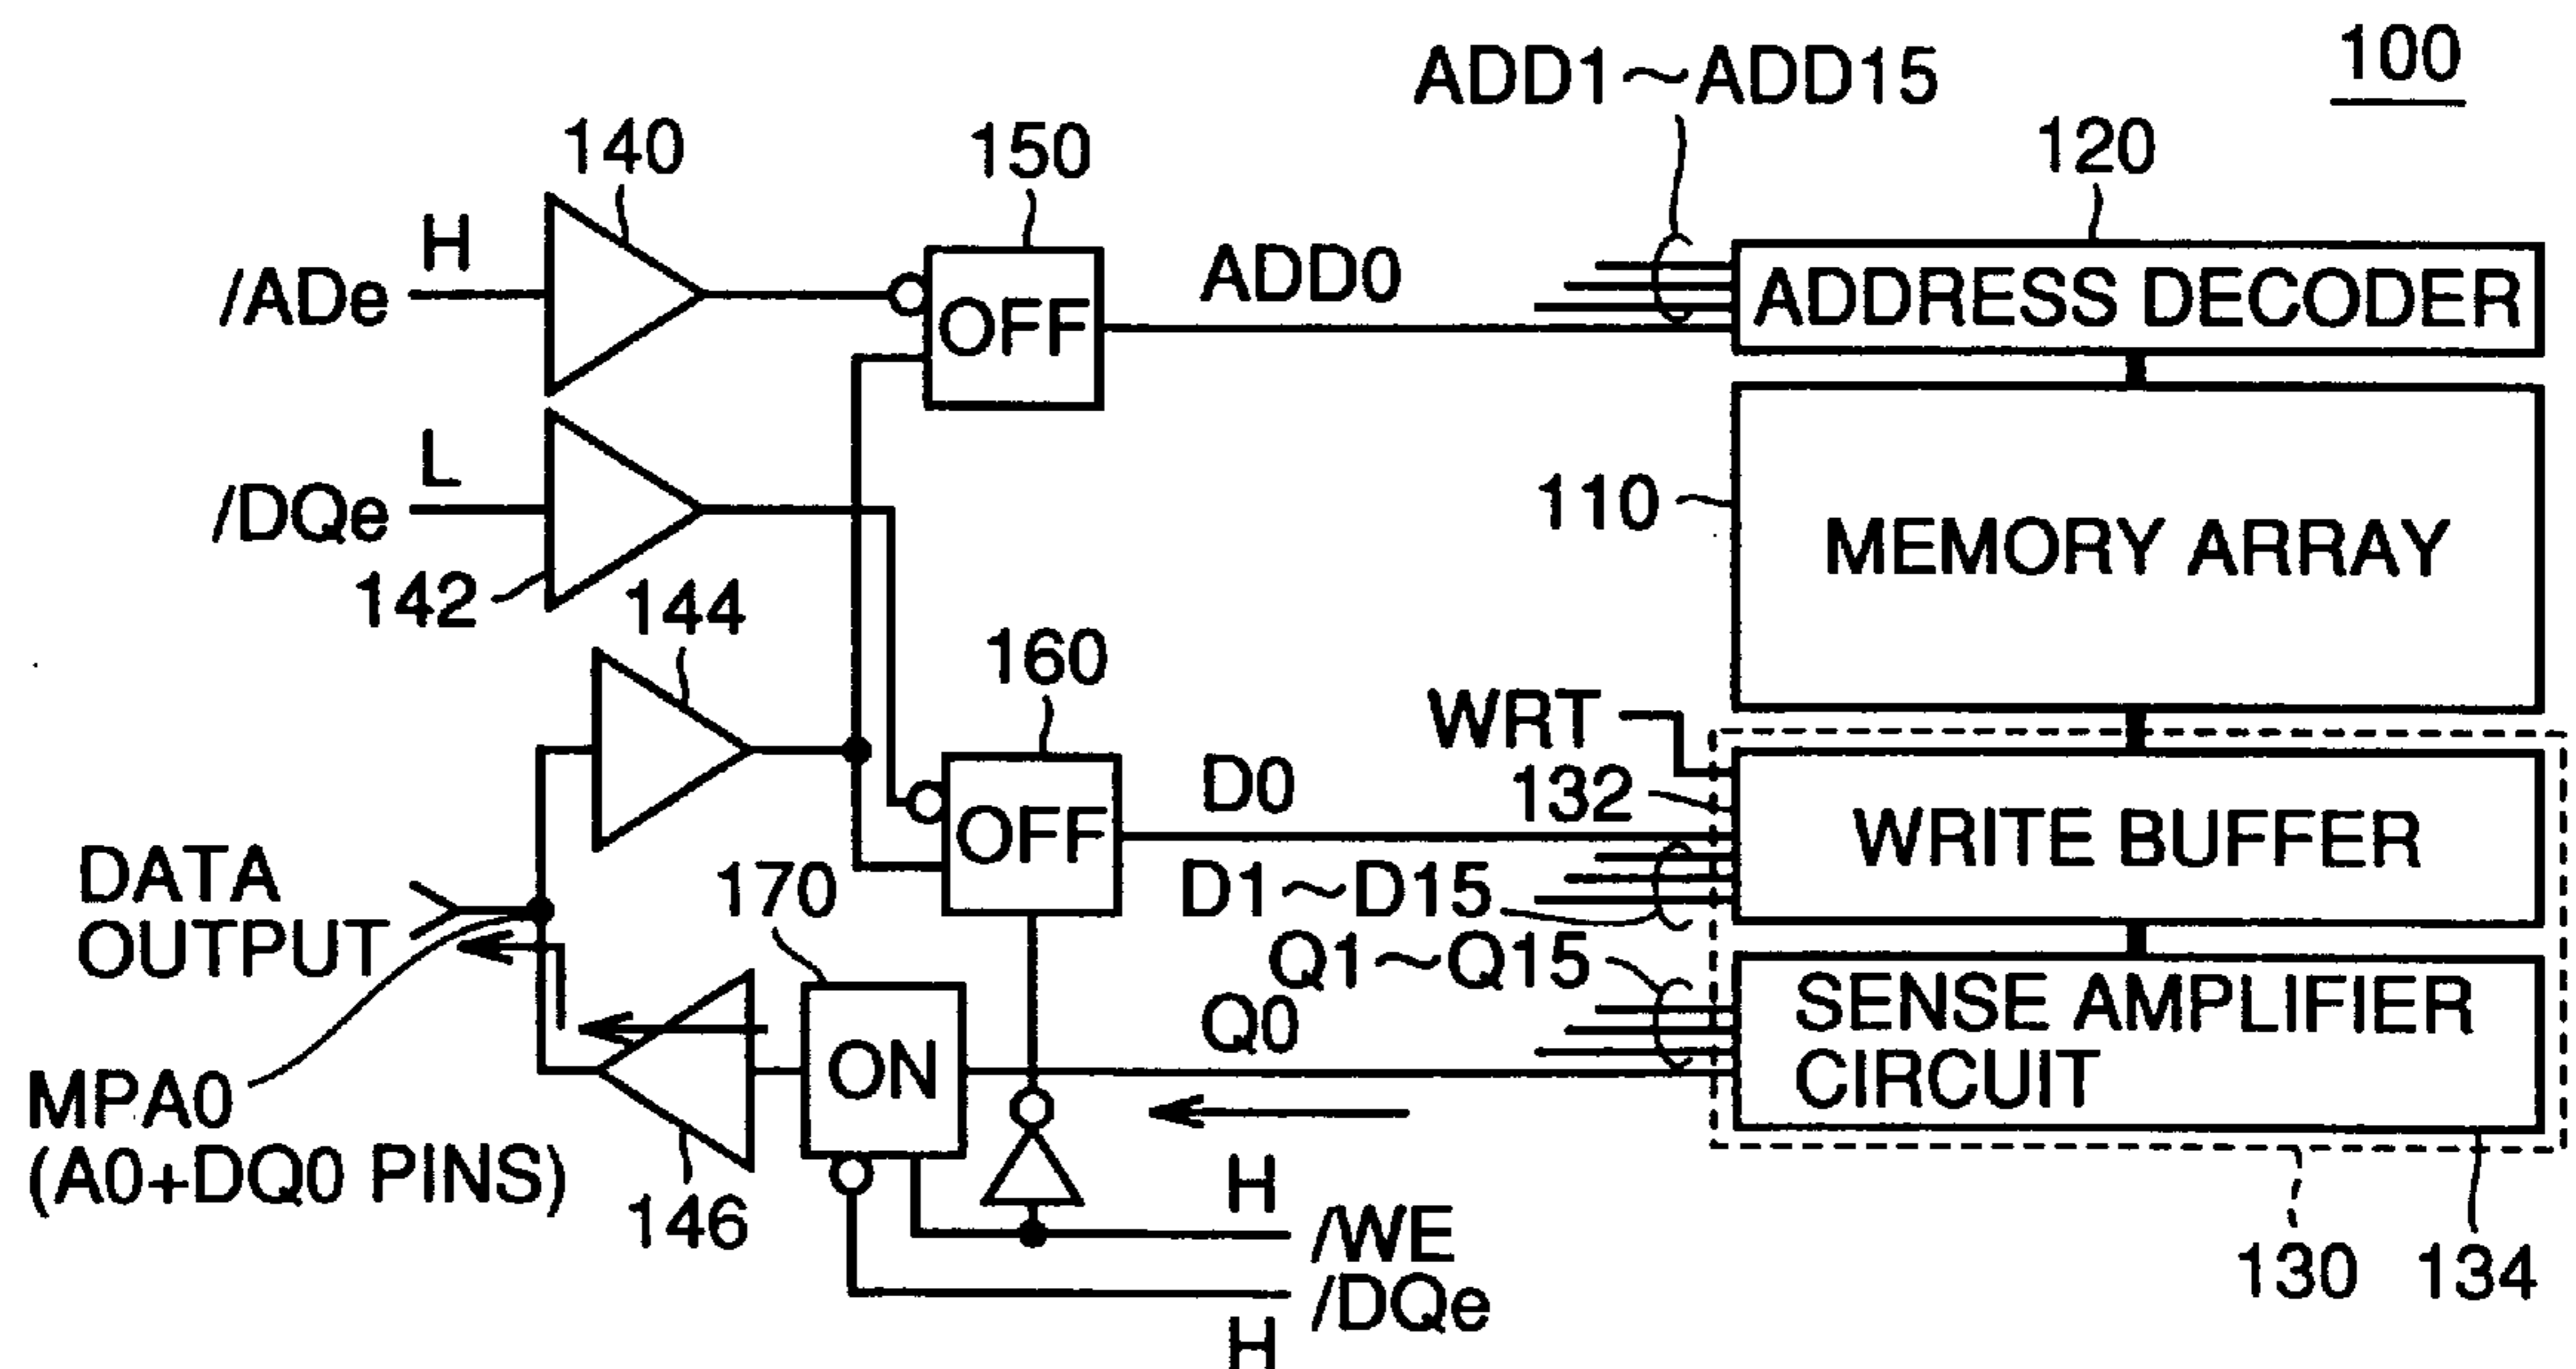 100
ADD1~ADD15
120
140
150
H
/ADe
OFF
ADD0
ADDRESS DECODER
L
/DQe
142
144
110
MEMORY ARRAY
160
WRT
132
D0
OFF
WRITE BUFFER
DATA
OUTPUT
170
D1~D15
Q1~Q15
Q0
SENSE AMPLIFIER
CIRCUIT
ON
MPA0
(A0+DQ0 PINS)
146
H
/WE
/DQe
H
130
134